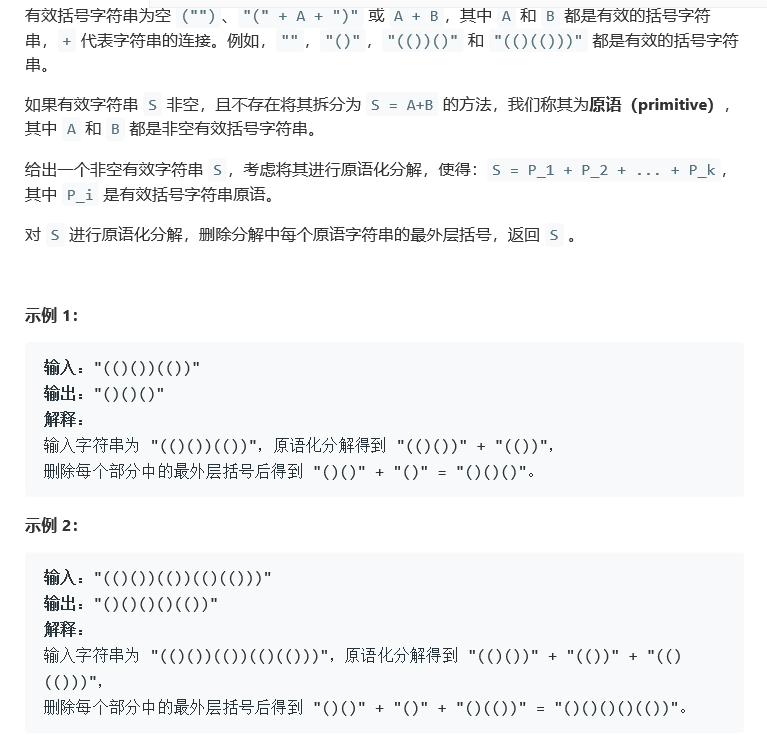 有效括号字符串为空 ("")、"(" + A + ")" 或 A + B，其中 A 和 B 都是有效的括号字符
串，+ 代表字符串的连接。例如，""，"()"，"(())()" 和 "(()(()))" 都是有效的括号字符
串。
如果有效字符串 S 非空，且不存在将其拆分为 S = A+B 的方法，我们称其为原语（primitive），
其中 A 和 B 都是非空有效括号字符串。
给出一个非空有效字符串 S，考虑将其进行原语化分解，使得：S = P_1 + P_2 + ... + P_k，
其中 P_i 是有效括号字符串原语。
对 S 进行原语化分解，删除分解中每个原语字符串的最外层括号，返回 S 。
示例 1：
输入："(()())(())"
输出："()()()"
解释：
输入字符串为 "(()())(())"，原语化分解得到 "(()())" + "(())"，
删除每个部分中的最外层括号后得到 "()()" + "()" = "()()()"。
示例 2：
输入："(()())(())(()(()))"
输出："()()()()(())"
解释：
输入字符串为 "(()())(())(()(()))"，原语化分解得到 "(()())" + "(())" + "(()
(()))"，
删除每个部分中的最外层括号后得到 "()()" + "()" + "()(())" = "()()()()(())"。